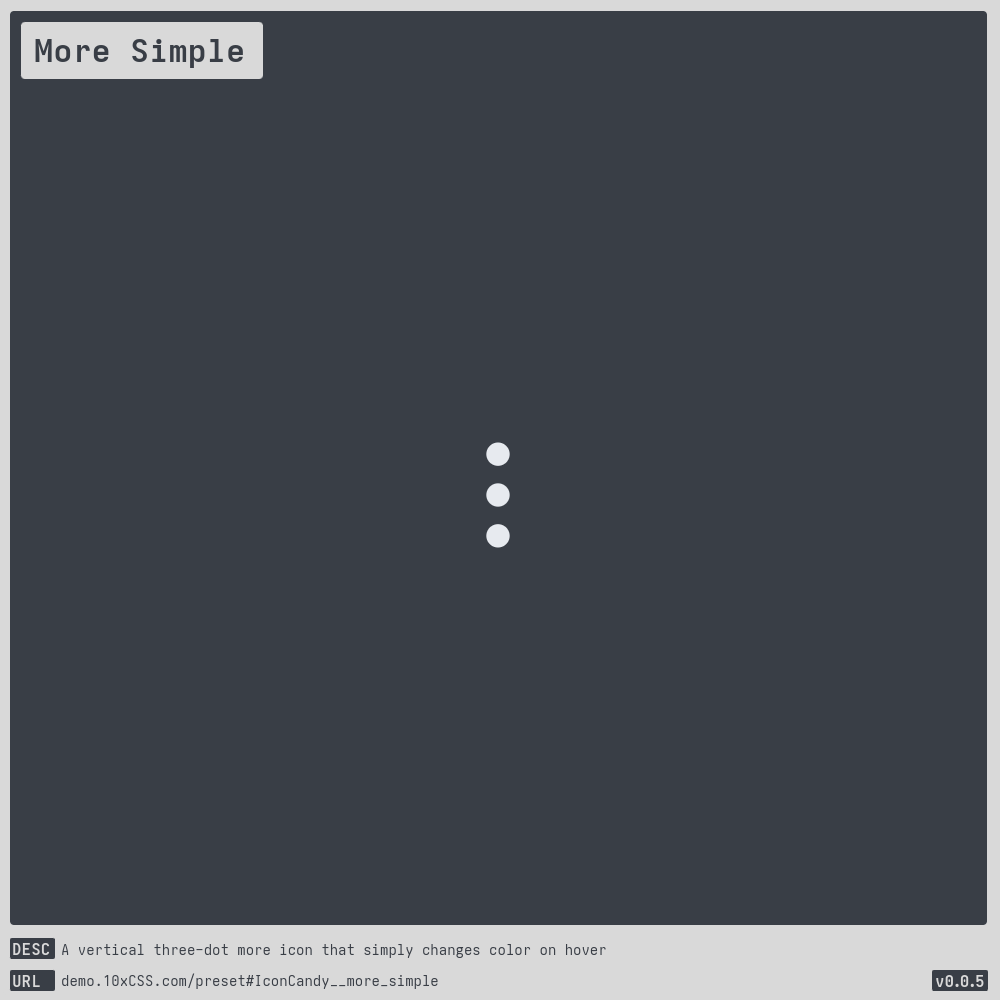 More Simple
DESC A vertical three-dot more icon that simply changes color on hover
URL demo.10xCSS.com/preset#IconCandy__more_simple
v0.0.5